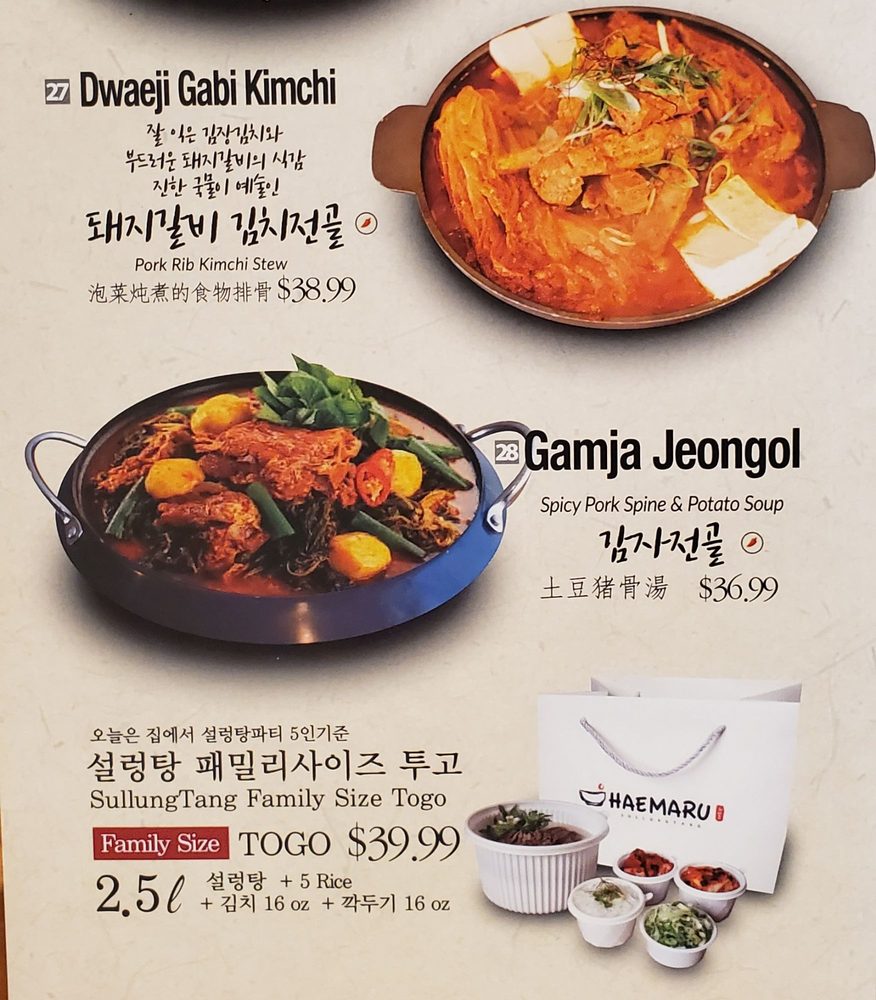 27 Dwaeji Gabi Kimchi
잘 익은 김장김치와
부드러운 돼지갈비의 식감
진한 국물이 예술인
돼지갈비 김치전골
Pork Rib Kimchi Stew
泡菜炖煮的食物排骨 $38.99
28 Gamja Jeongol
Spicy Pork Spine & Potato Soup
감자전골
土豆猪骨湯 $36.99
오늘은 집에서 설렁탕파티 5인기준
설렁탕 패밀리사이즈 투고
SullungTang Family Size Togo
Family Size TOGO $39.99
2.5ℓ 설렁탕 + 5 Rice
+ 김치 16 oz + 깍두기 16 oz
HAEMARU
SULLUNGTANG